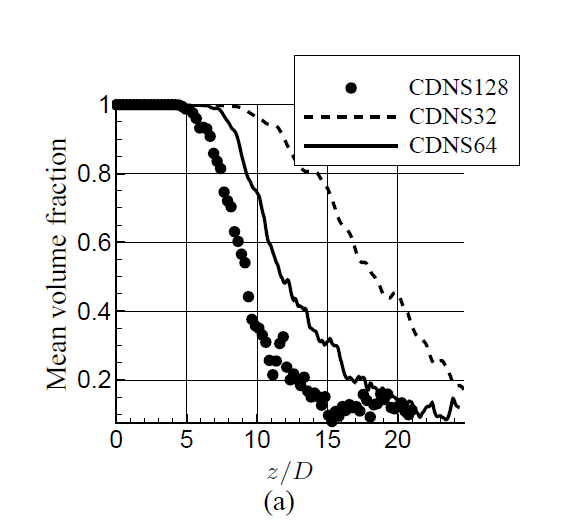 CDNS128
CDNS32
CDNS64
Mean volume fraction
1
0.8
0.6
0.4
0.2
0 5 10 15 20
z/D
(a)